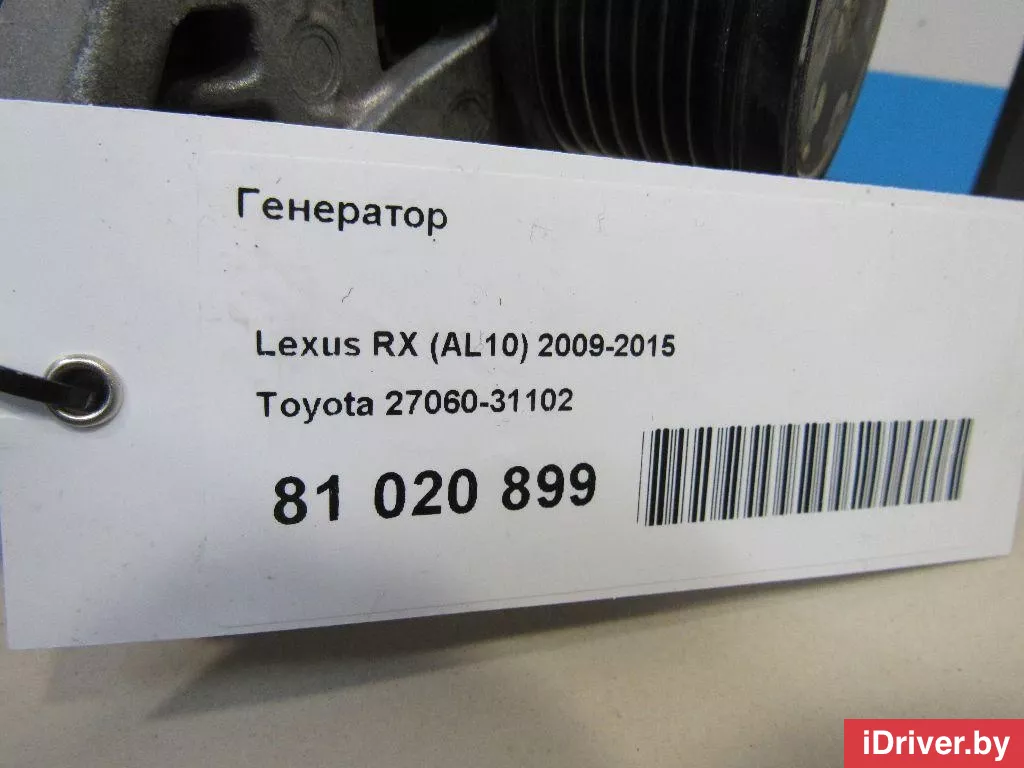 Генератор
Lexus RX (AL10) 2009-2015
Toyota 27060-31102
81 020 899
iDriver.by